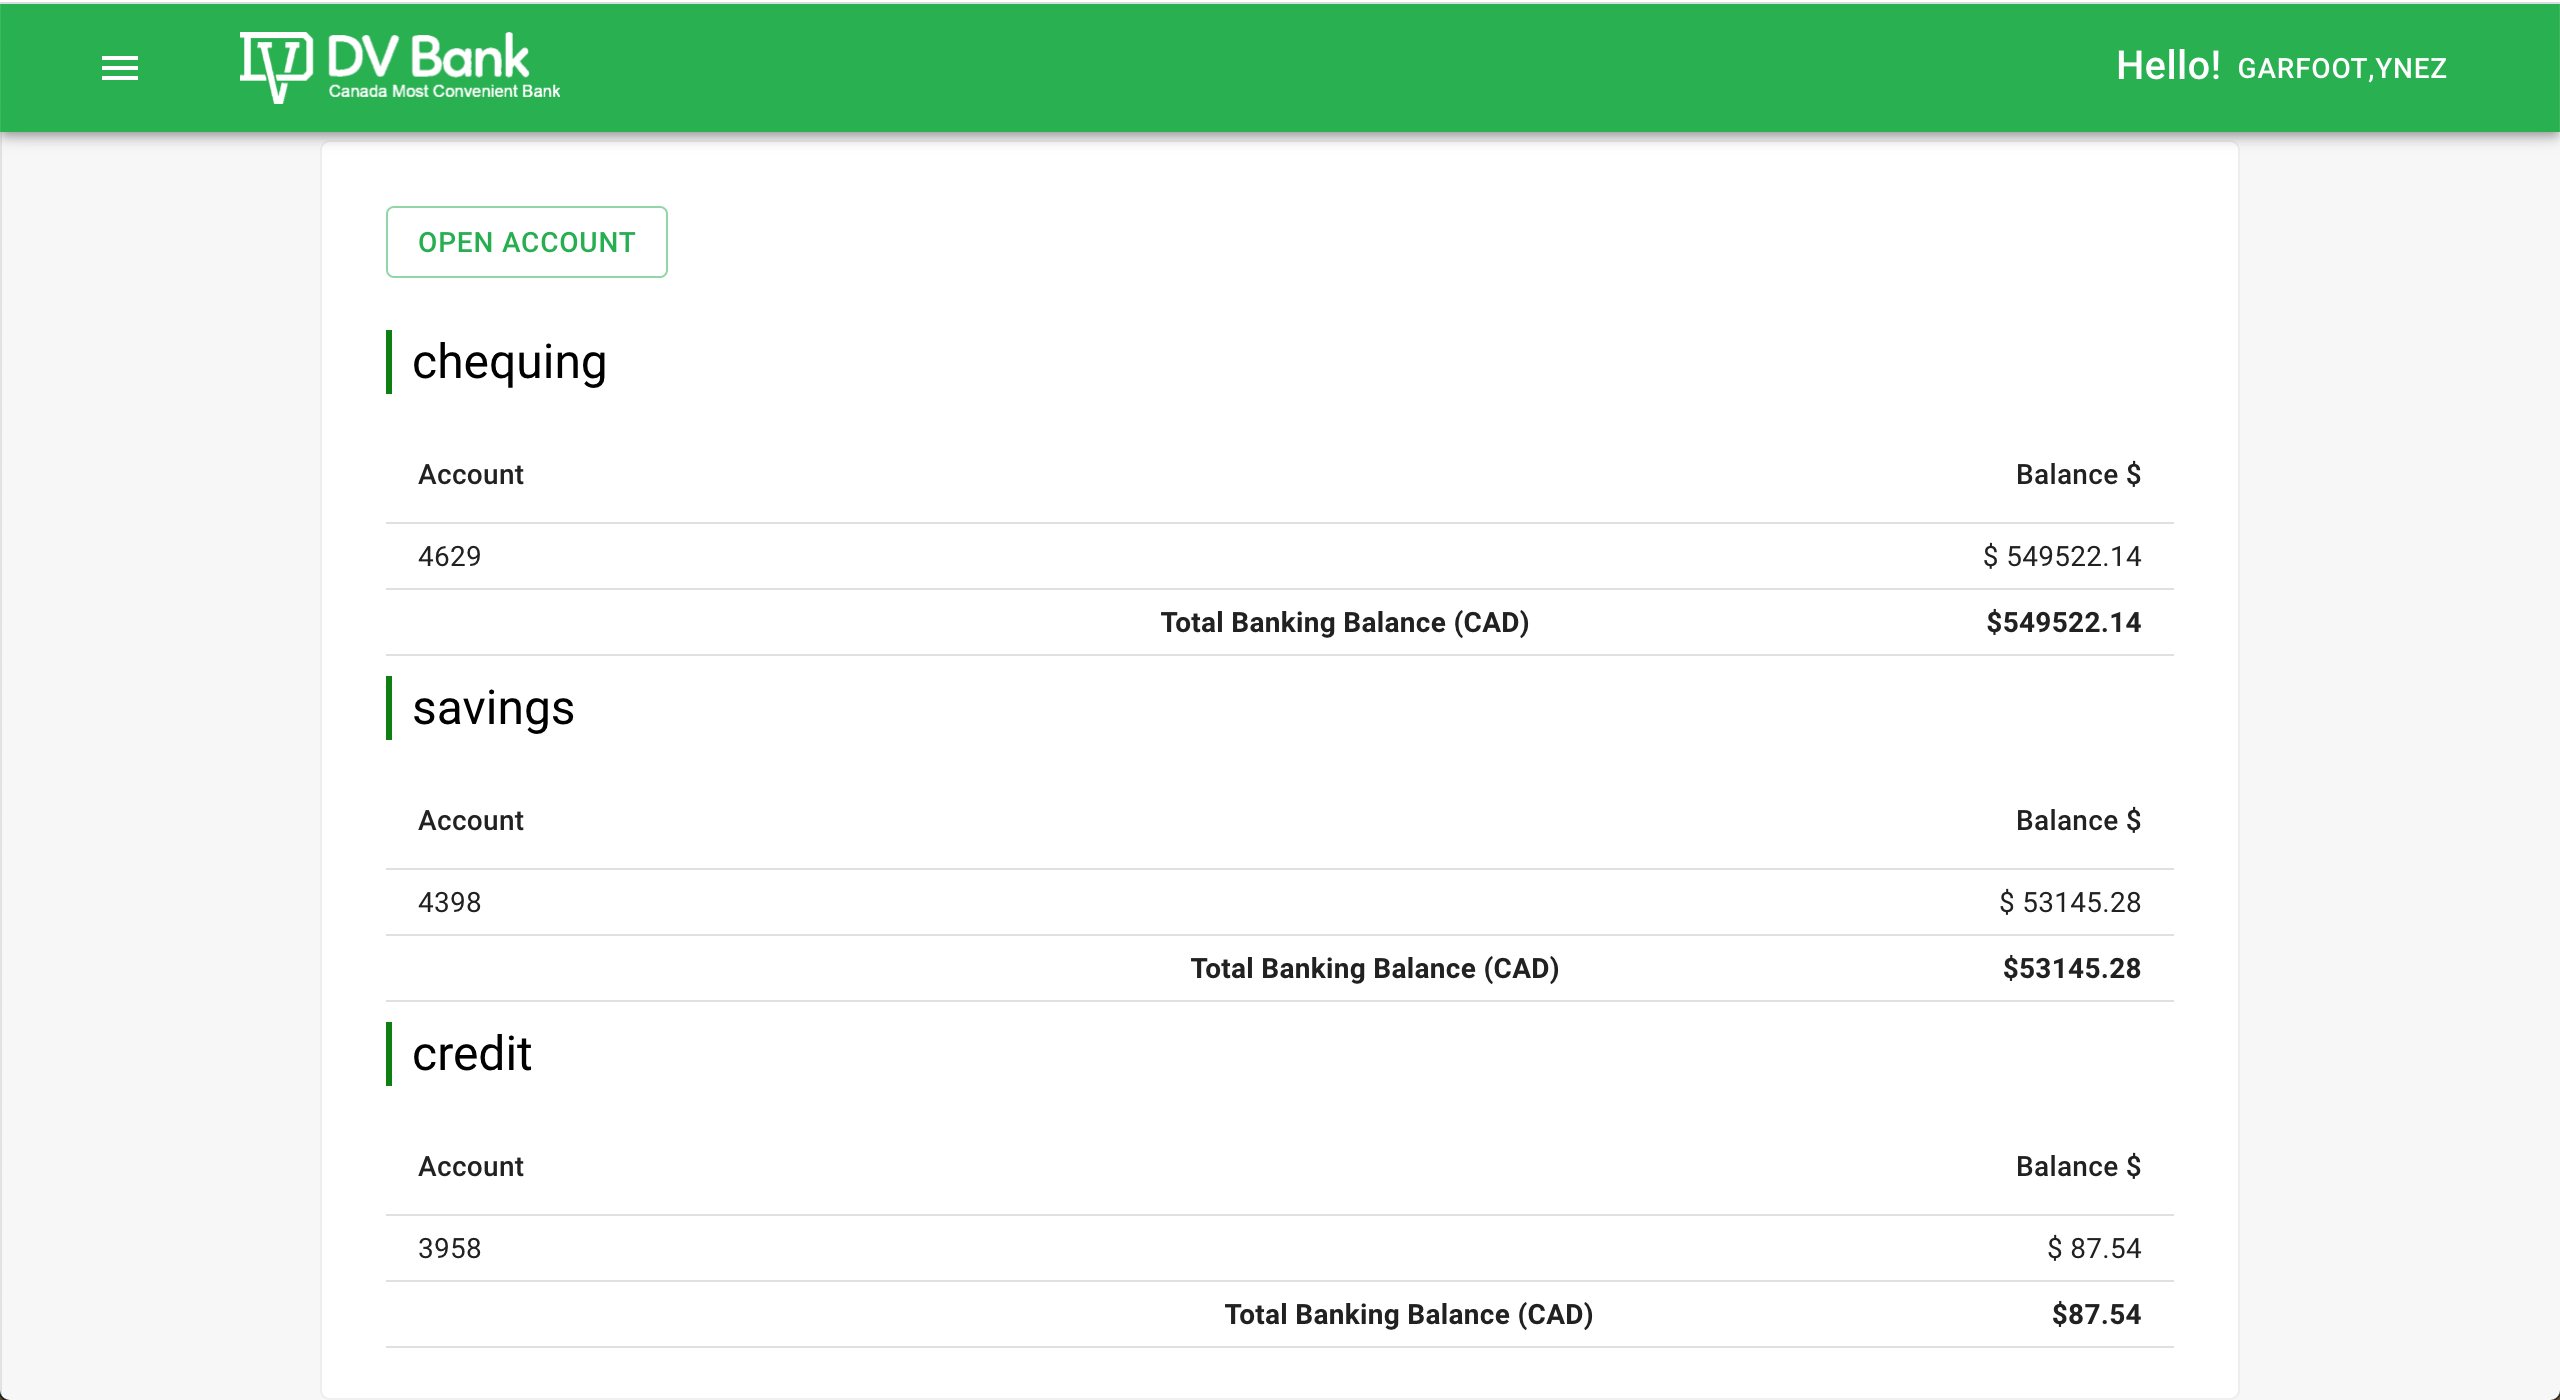 DV Bank
Canada Most Convenient Bank
Hello! GARFOOT,YNEZ
OPEN ACCOUNT
chequing
Account Balance $
4629 $ 549522.14
Total Banking Balance (CAD) $549522.14
savings
Account Balance $
4398 $ 53145.28
Total Banking Balance (CAD) $53145.28
credit
Account Balance $
3958 $ 87.54
Total Banking Balance (CAD) $87.54